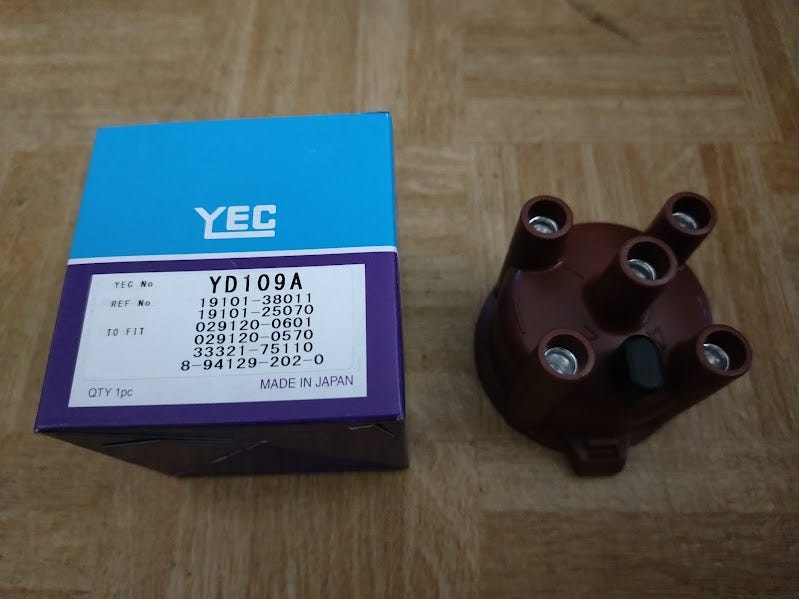 YEC
YEC No. YD109A
REF No 19101-38011
19101-25070
TO FIT 029120-0601
029120-0570
33321-75110
8-94129-202-0
QTY 1pc MADE IN JAPAN